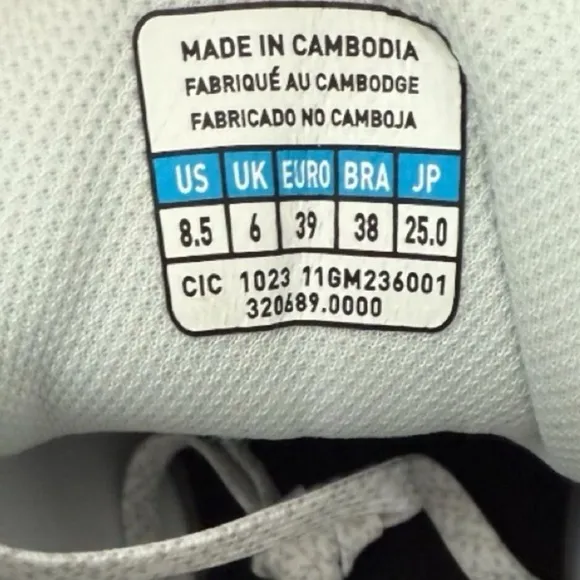 MADE IN CAMBODIA
FABRIQUÉ AU CAMBODGE
FABRICADO NO CAMBOJA
US UK EURO BRA JP
8.5 6 39 38 25.0
CIC 1023 11GM236001
320689.0000